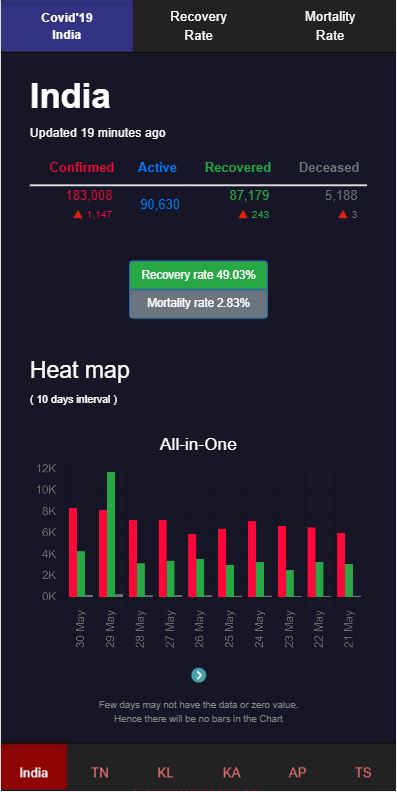 Covid'19 India
Recovery Rate
Mortality Rate
India
Updated 19 minutes ago
Confirmed Active Recovered Deceased
183,008 90,630 87,179 5,188
▲ 1,147 ▲ 243 ▲ 3
Recovery rate 49.03%
Mortality rate 2.83%
Heat map
( 10 days interval )
All-in-One
12K
10K
8K
6K
4K
2K
0K
30 May 29 May 28 May 27 May 26 May 25 May 24 May 23 May 22 May 21 May
Few days may not have the data or zero value.
Hence there will be no bars in the Chart
India TN KL KA AP TS